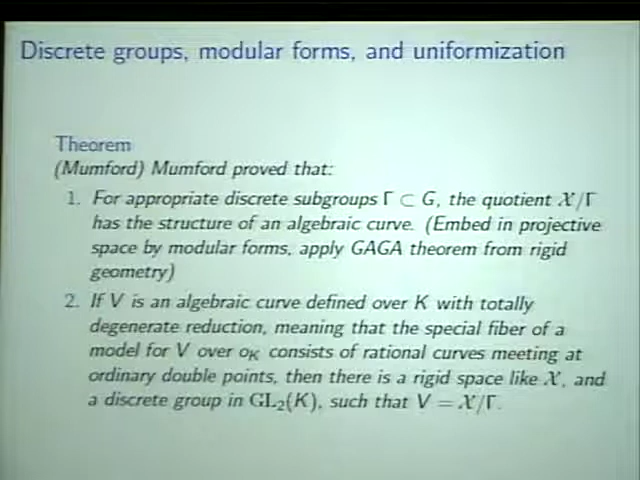 Discrete groups, modular forms, and uniformization
Theorem
(Mumford) Mumford proved that:
1. For appropriate discrete subgroups Γ ⊂ G, the quotient 𝒳/Γ
has the structure of an algebraic curve. (Embed in projective
space by modular forms, apply GAGA theorem from rigid
geometry)
2. If V is an algebraic curve defined over K with totally
degenerate reduction, meaning that the special fiber of a
model for V over o_K consists of rational curves meeting at
ordinary double points, then there is a rigid space like 𝒳, and
a discrete group in GL₂(K), such that V = 𝒳/Γ.